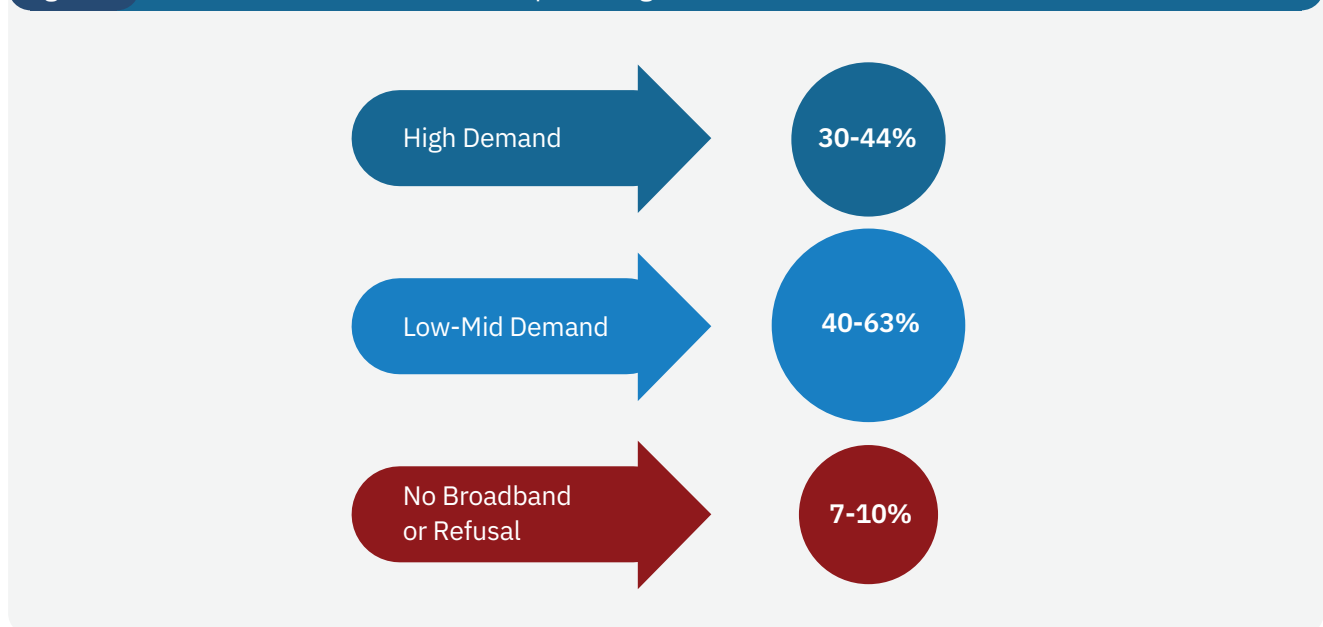 High Demand
30-44%
Low-Mid Demand
40-63%
No Broadband
or Refusal
7-10%